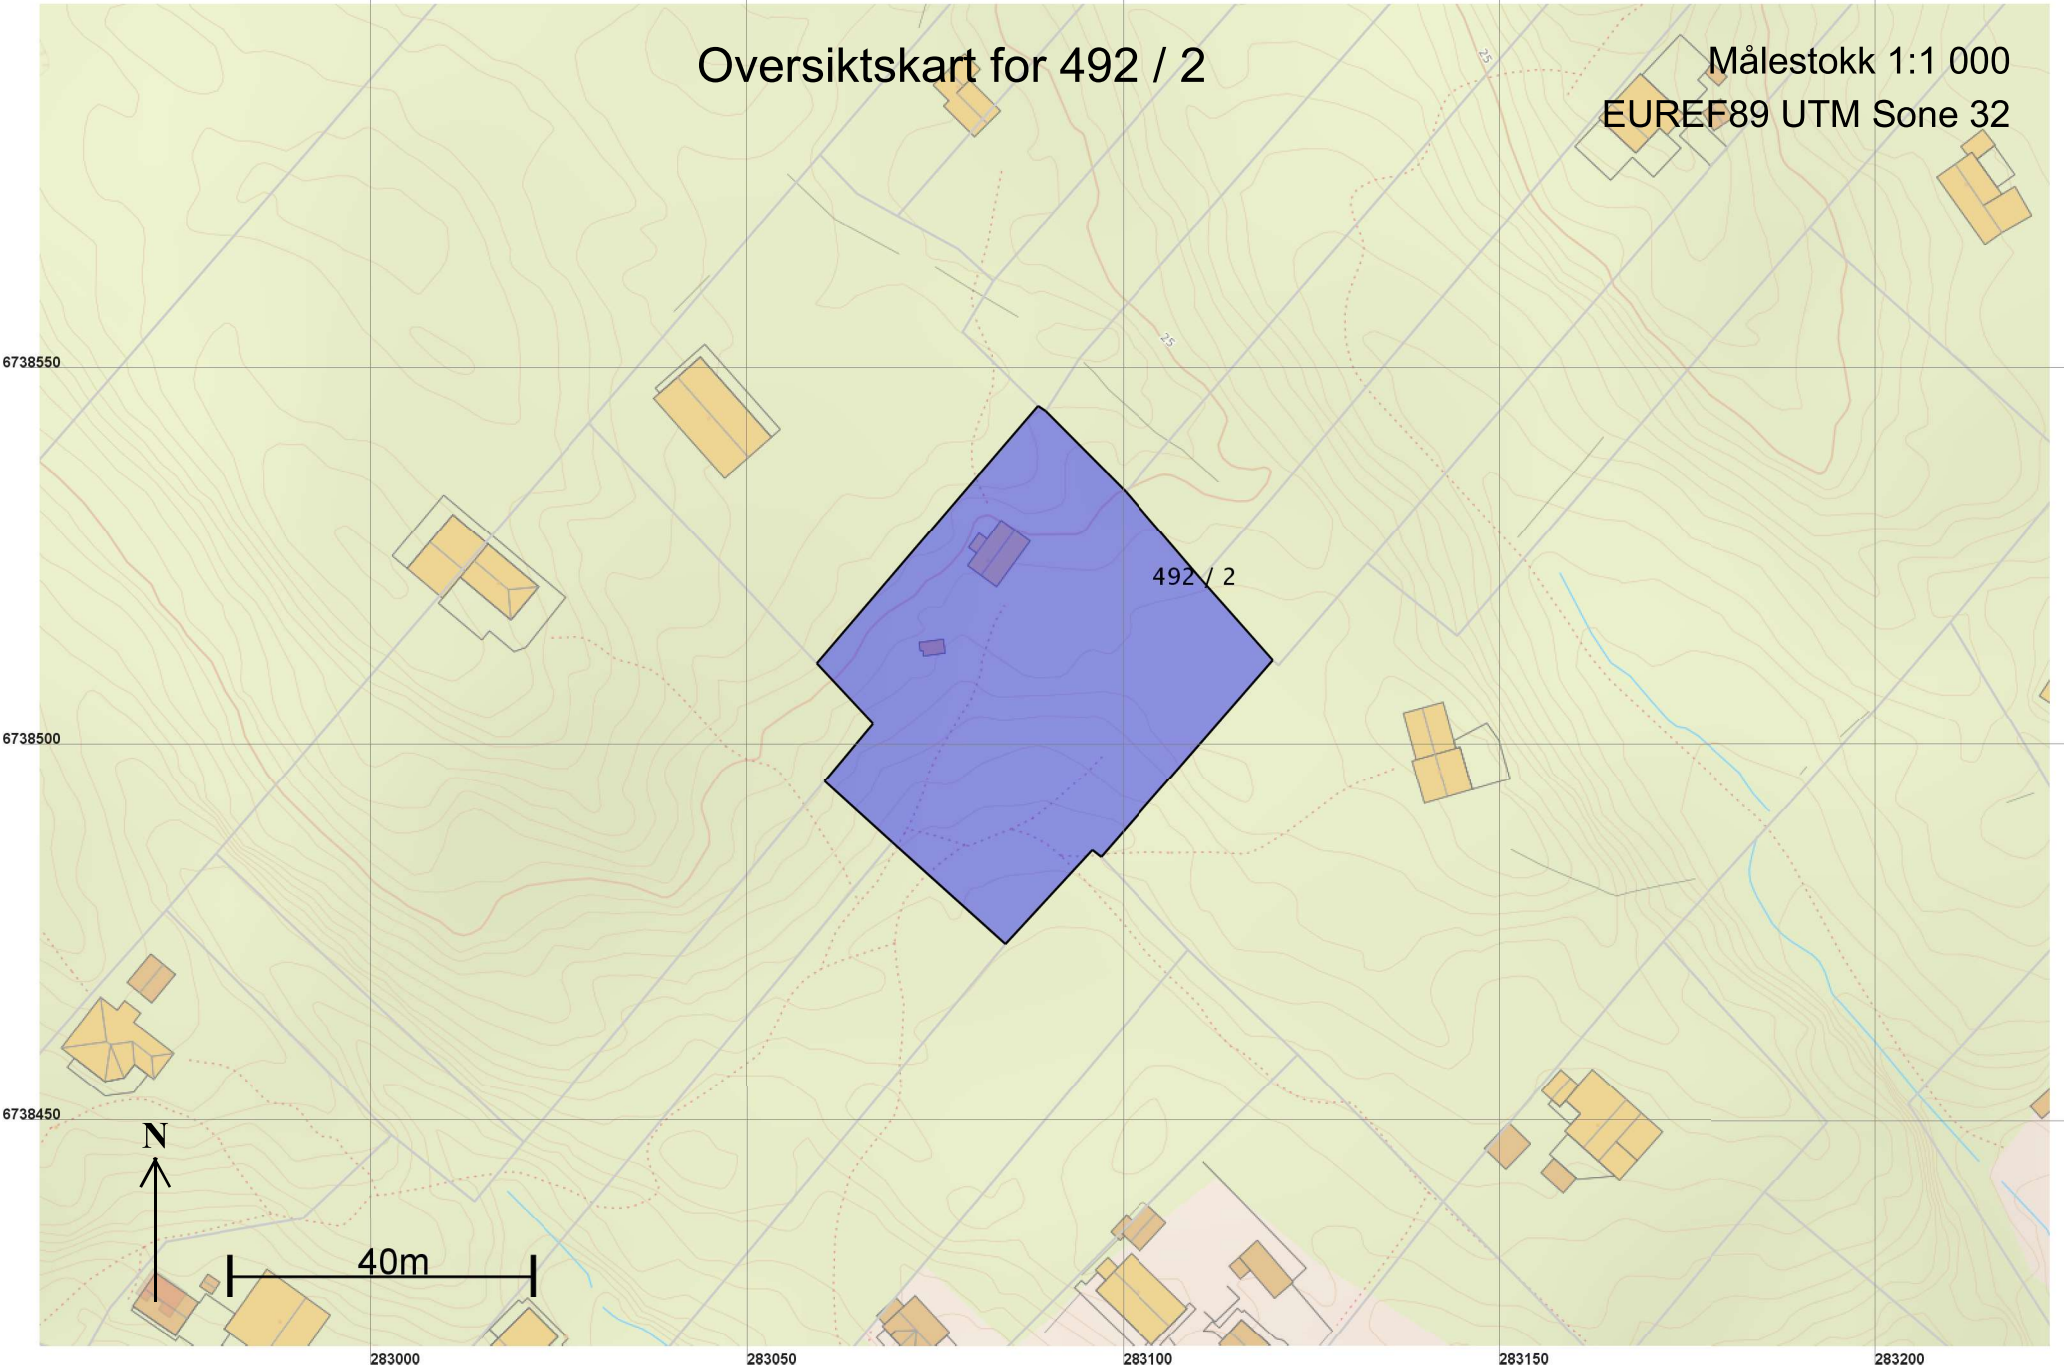 Oversiktskart for 492 / 2
Målestokk 1:1 000
EUREF89 UTM Sone 32
25
25
6738550
492 / 2
6738500
6738450
N
40m
283000
283050
283100
283150
283200